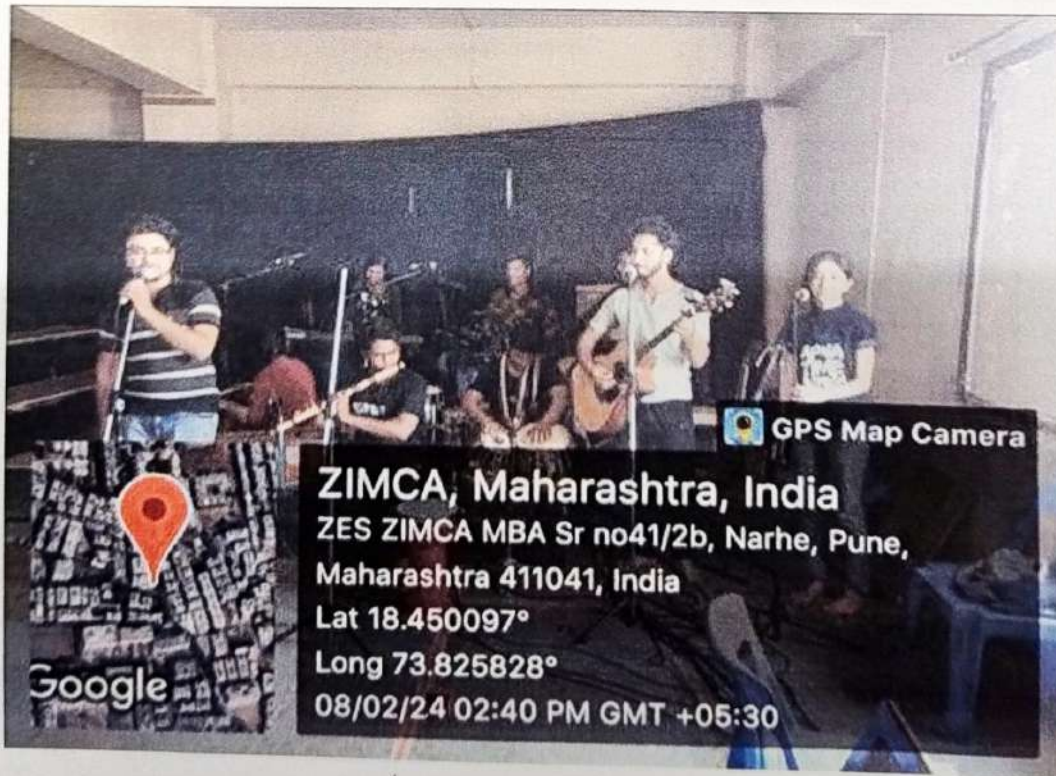 GPS Map Camera
ZIMCA, Maharashtra, India
ZES ZIMCA MBA Sr no41/2b, Narhe, Pune,
Maharashtra 411041, India
Lat 18.450097°
Long 73.825828°
08/02/24 02:40 PM GMT +05:30
Google